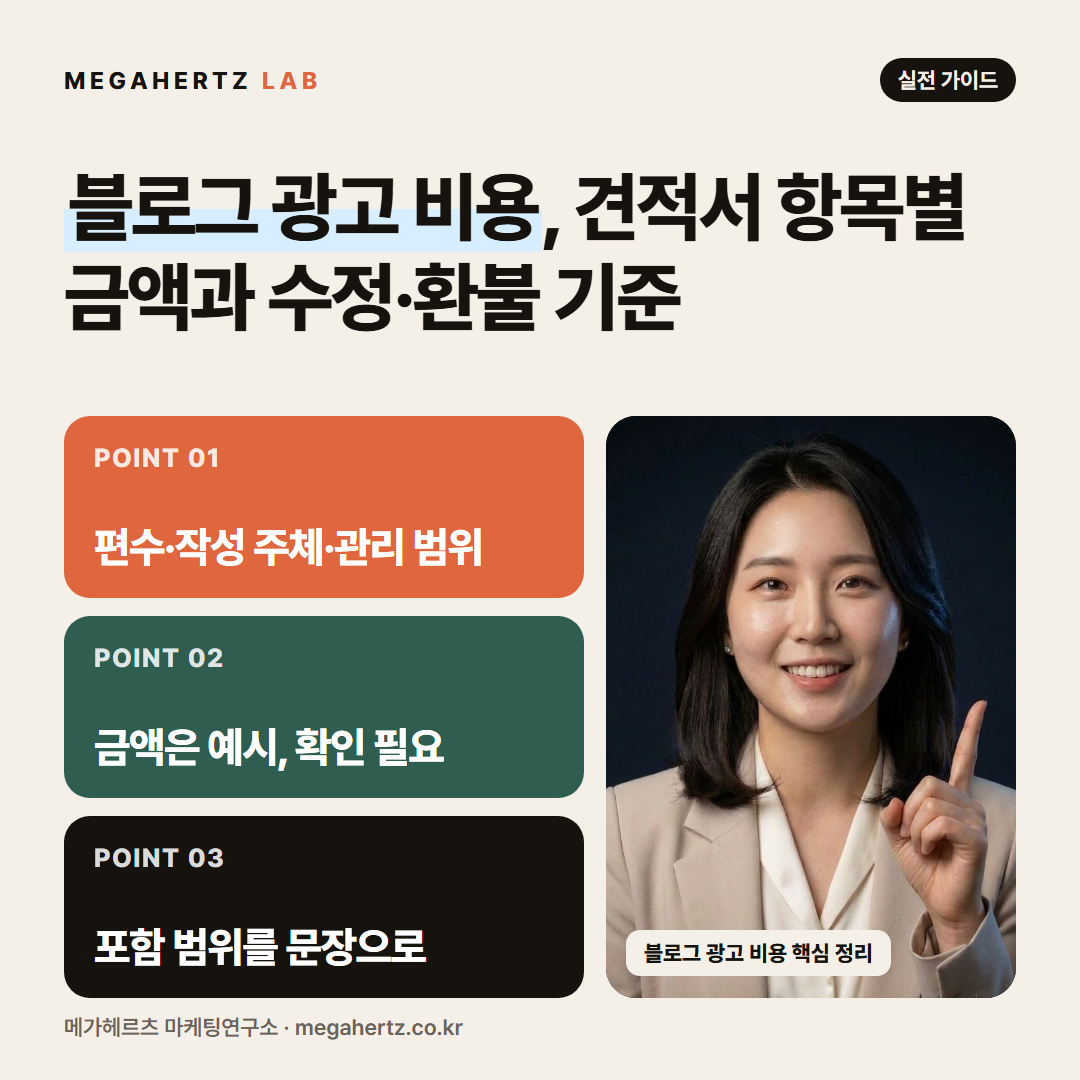 MEGAHERTZ LAB
실전 가이드
블로그 광고 비용, 견적서 항목별
금액과 수정·환불 기준
POINT 01
편수·작성 주체·관리 범위
POINT 02
금액은 예시, 확인 필요
POINT 03
포함 범위를 문장으로
블로그 광고 비용 핵심 정리
메가헤르츠 마케팅연구소 · megahertz.co.kr